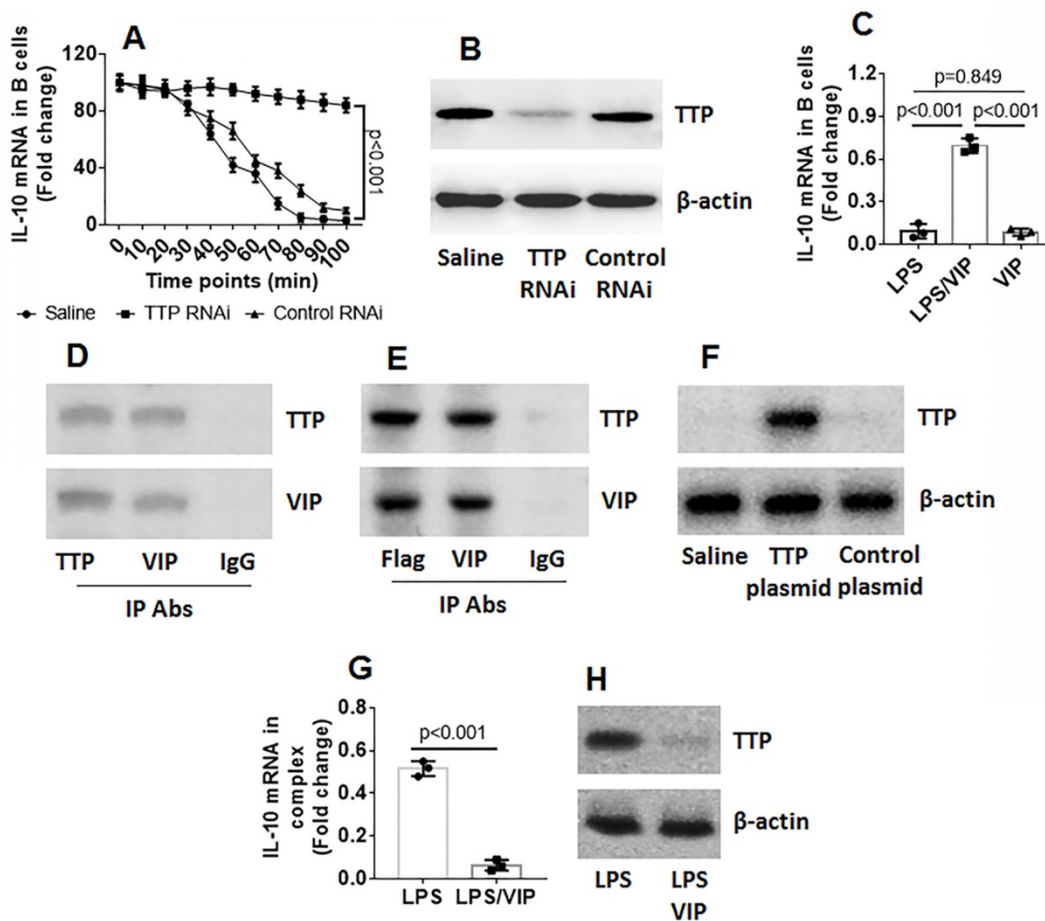 A
IL-10 mRNA in B cells
(Fold change)
120
80
40
0
0
10
20
30
40
50
60
70
80
90
100
Time points (min)
p<0.001
Saline
TTP RNAi
Control RNAi
B
TTP
β-actin
Saline
TTP
RNAi
Control
RNAi
C
IL-10 mRNA in B cells
(Fold change)
1.2
0.9
0.6
0.3
0.0
p=0.849
p<0.001
p<0.001
LPS
LPS/VIP
VIP
D
TTP
VIP
TTP
VIP
IgG
IP Abs
E
TTP
VIP
Flag
VIP
IgG
IP Abs
F
TTP
β-actin
Saline
TTP
plasmid
Control
plasmid
G
IL-10 mRNA in
complex
(Fold change)
0.8
0.6
0.4
0.2
0.0
p<0.001
LPS
LPS/VIP
H
TTP
β-actin
LPS
LPS
VIP